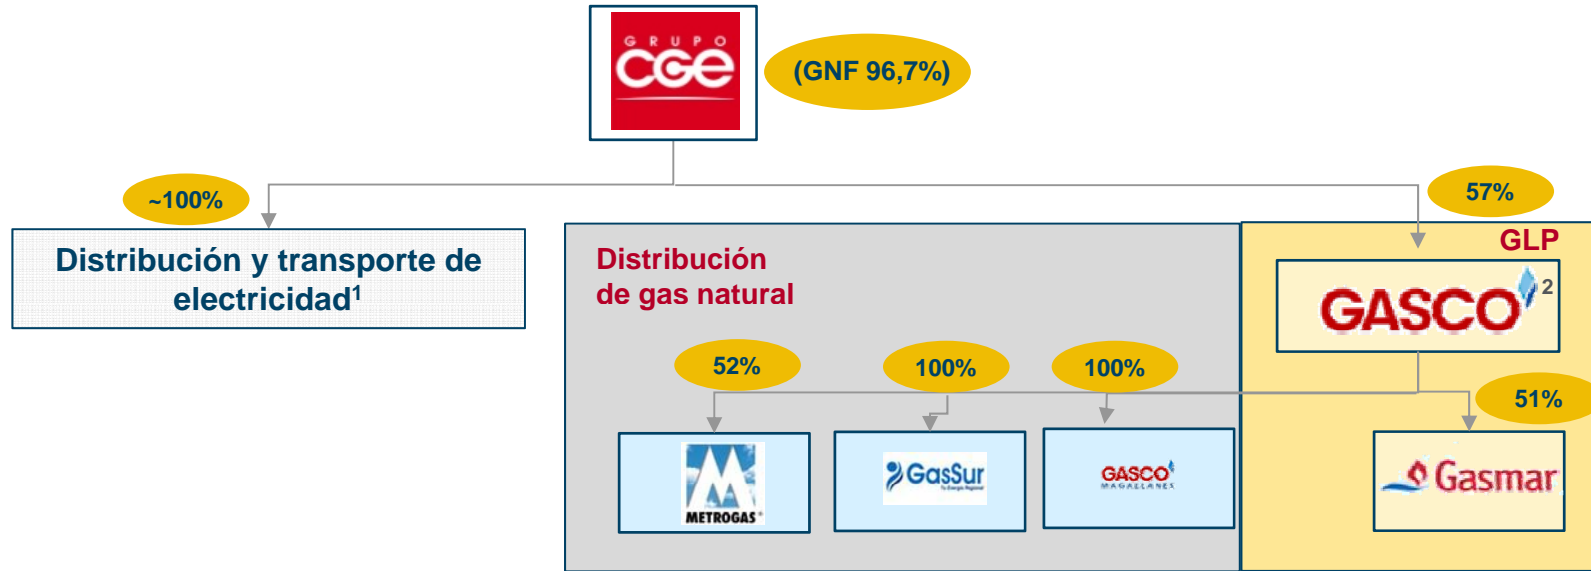 GRUPO
cge
(GNF 96,7%)
~100%
57%
Distribución y transporte de
electricidad1
Distribución
de gas natural
GLP
GASCO 2
52%
100%
100%
51%
METROGAS
GasSur
GASCO
Gasmar